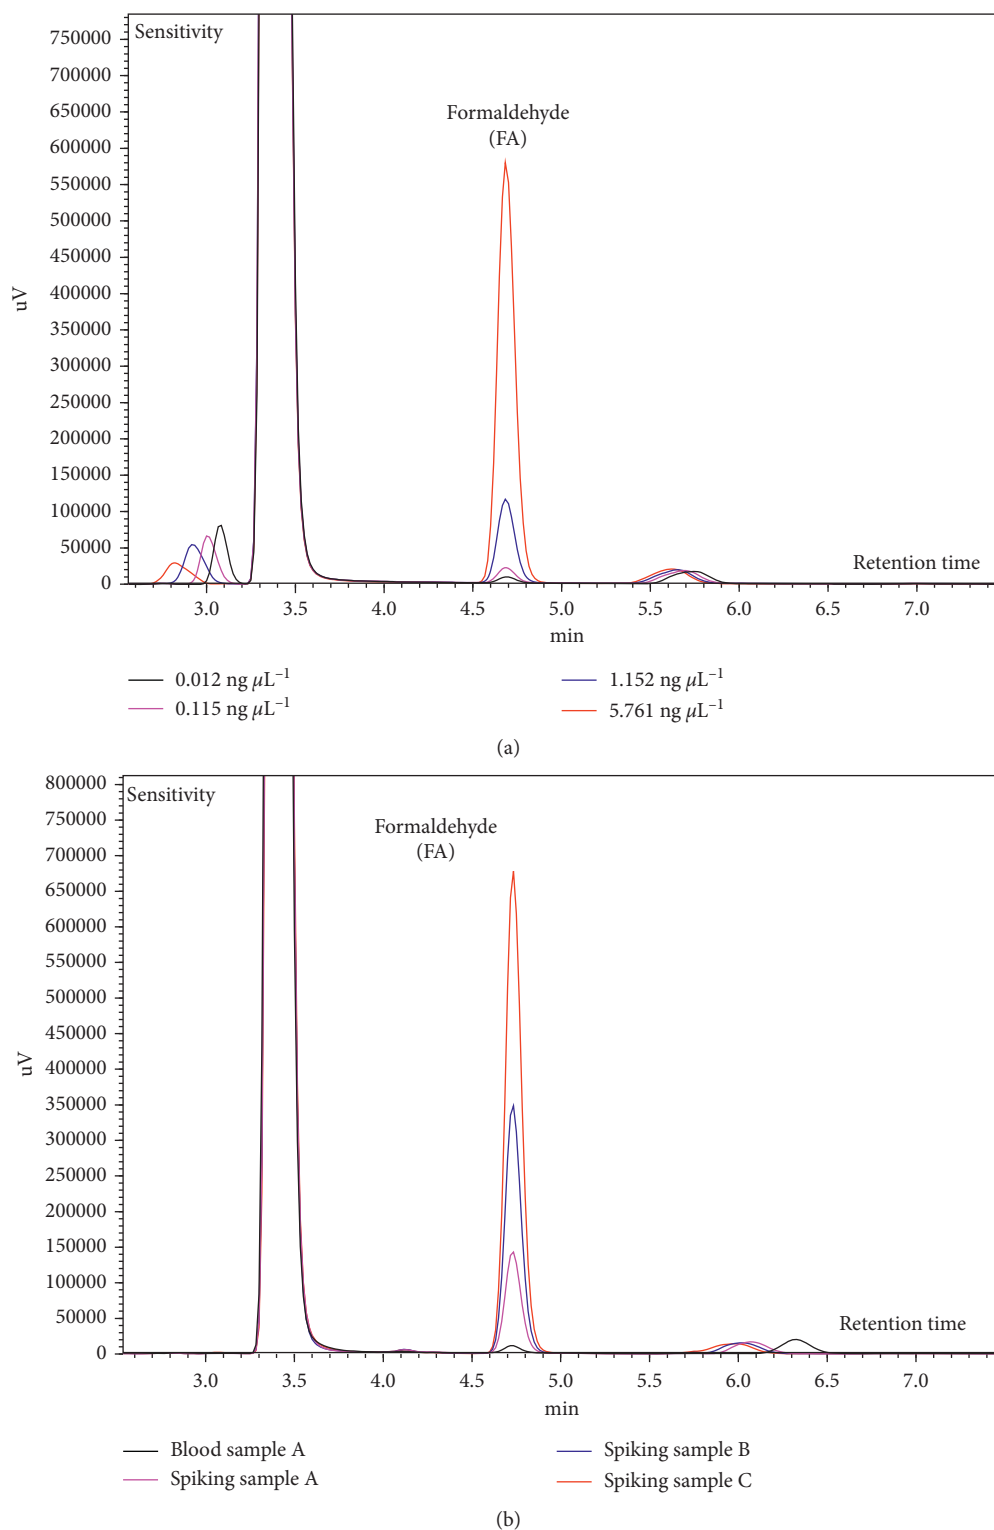 (a)
Sensitivity
750000
700000
650000
600000
550000
500000
450000
400000
350000
300000
250000
200000
150000
100000
50000
0
uV
Formaldehyde
(FA)
Retention time
3.0 3.5 4.0 4.5 5.0 5.5 6.0 6.5 7.0
min
0.012 ng μL⁻¹
0.115 ng μL⁻¹
1.152 ng μL⁻¹
5.761 ng μL⁻¹
(a)
800000
Sensitivity
750000
700000
650000
600000
550000
500000
450000
400000
350000
300000
250000
200000
150000
100000
50000
0
uV
Formaldehyde
(FA)
Retention time
3.0 3.5 4.0 4.5 5.0 5.5 6.0 6.5 7.0
min
Blood sample A
Spiking sample A
Spiking sample B
Spiking sample C
(b)